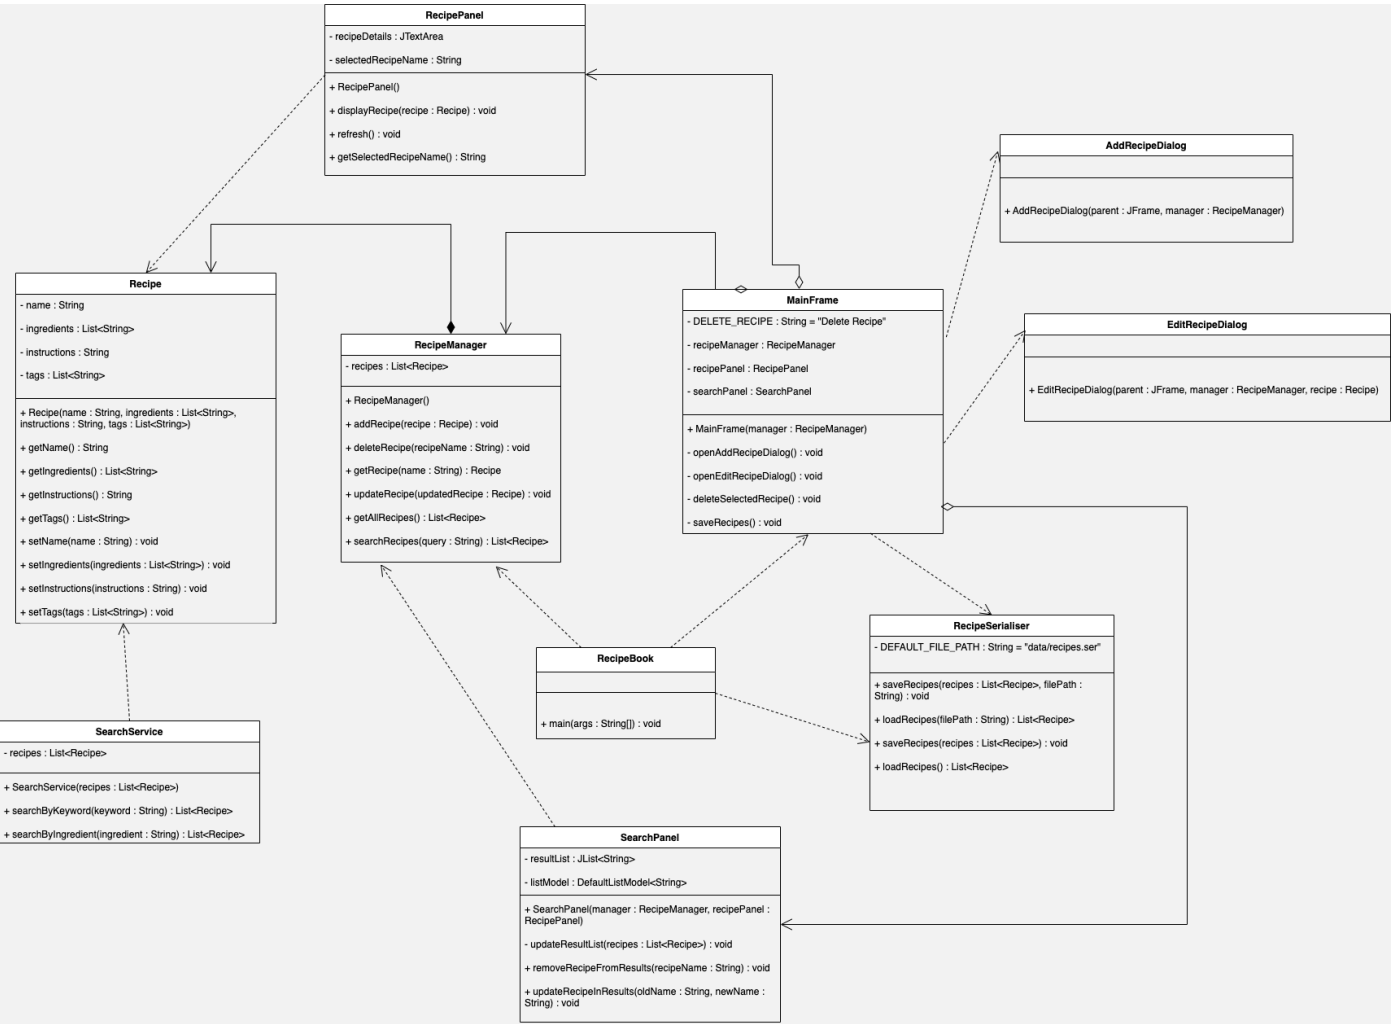 RecipePanel
- recipeDetails : JTextArea
- selectedRecipeName : String
+ RecipePanel()
+ displayRecipe(recipe : Recipe) : void
+ refresh() : void
+ getSelectedRecipeName() : String
AddRecipeDialog
+ AddRecipeDialog(parent : JFrame, manager : RecipeManager)
Recipe
- name : String
- ingredients : List<String>
- instructions : String
- tags : List<String>
+ Recipe(name : String, ingredients : List<String>,
instructions : String, tags : List<String>)
+ getName() : String
+ getIngredients() : List<String>
+ getInstructions() : String
+ getTags() : List<String>
+ setName(name : String) : void
+ setIngredients(ingredients : List<String>) : void
+ setInstructions(instructions : String) : void
+ setTags(tags : List<String>) : void
RecipeManager
- recipes : List<Recipe>
+ RecipeManager()
+ addRecipe(recipe : Recipe) : void
+ deleteRecipe(recipeName : String) : void
+ getRecipe(name : String) : Recipe
+ updateRecipe(updatedRecipe : Recipe) : void
+ getAllRecipes() : List<Recipe>
+ searchRecipes(query : String) : List<Recipe>
MainFrame
- DELETE_RECIPE : String = "Delete Recipe"
- recipeManager : RecipeManager
- recipePanel : RecipePanel
- searchPanel : SearchPanel
+ MainFrame(manager : RecipeManager)
- openAddRecipeDialog() : void
- openEditRecipeDialog() : void
- deleteSelectedRecipe() : void
- saveRecipes() : void
EditRecipeDialog
+ EditRecipeDialog(parent : JFrame, manager : RecipeManager, recipe : Recipe)
RecipeBook
+ main(args : String[]) : void
RecipeSerialiser
- DEFAULT_FILE_PATH : String = "data/recipes.ser"
+ saveRecipes(recipes : List<Recipe>, filePath :
String) : void
+ loadRecipes(filePath : String) : List<Recipe>
+ saveRecipes(recipes : List<Recipe>) : void
+ loadRecipes() : List<Recipe>
SearchService
- recipes : List<Recipe>
+ SearchService(recipes : List<Recipe>)
+ searchByKeyword(keyword : String) : List<Recipe>
+ searchByIngredient(ingredient : String) : List<Recipe>
SearchPanel
- resultList : JList<String>
- listModel : DefaultListModel<String>
+ SearchPanel(manager : RecipeManager, recipePanel :
RecipePanel)
- updateResultList(recipes : List<Recipe>) : void
+ removeRecipeFromResults(recipeName : String) : void
+ updateRecipeInResults(oldName : String, newName :
String) : void